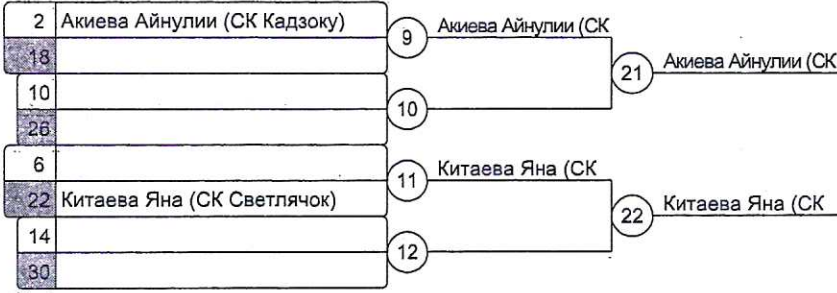 2 Акиева Айнулии (СК Кадзоку)
18
9 Акиева Айнулии (СК
21 Акиева Айнулии (СК
10
26
10
6
22 Китаева Яна (СК Светлячок)
11 Китаева Яна (СК
22 Китаева Яна (СК
14
30
12